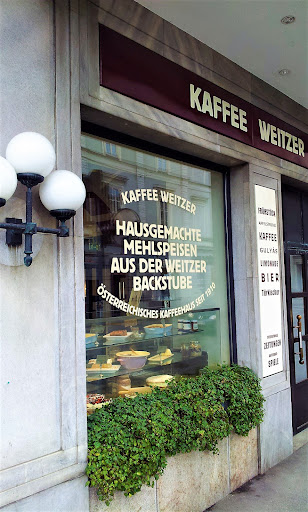 KAFFEE WEITZER
KAFFEE WEITZER
HAUSGEMACHTE
MEHLSPEISEN
AUS DER WEITZER
BACKSTUBE
ÖSTERREICHISCHES KAFFEEHAUS SEIT 1910
FRÜHSTÜCK
KAFFEE
GULYÁS
LIMONADE
BIER
ZEITUNGEN
SPIELE